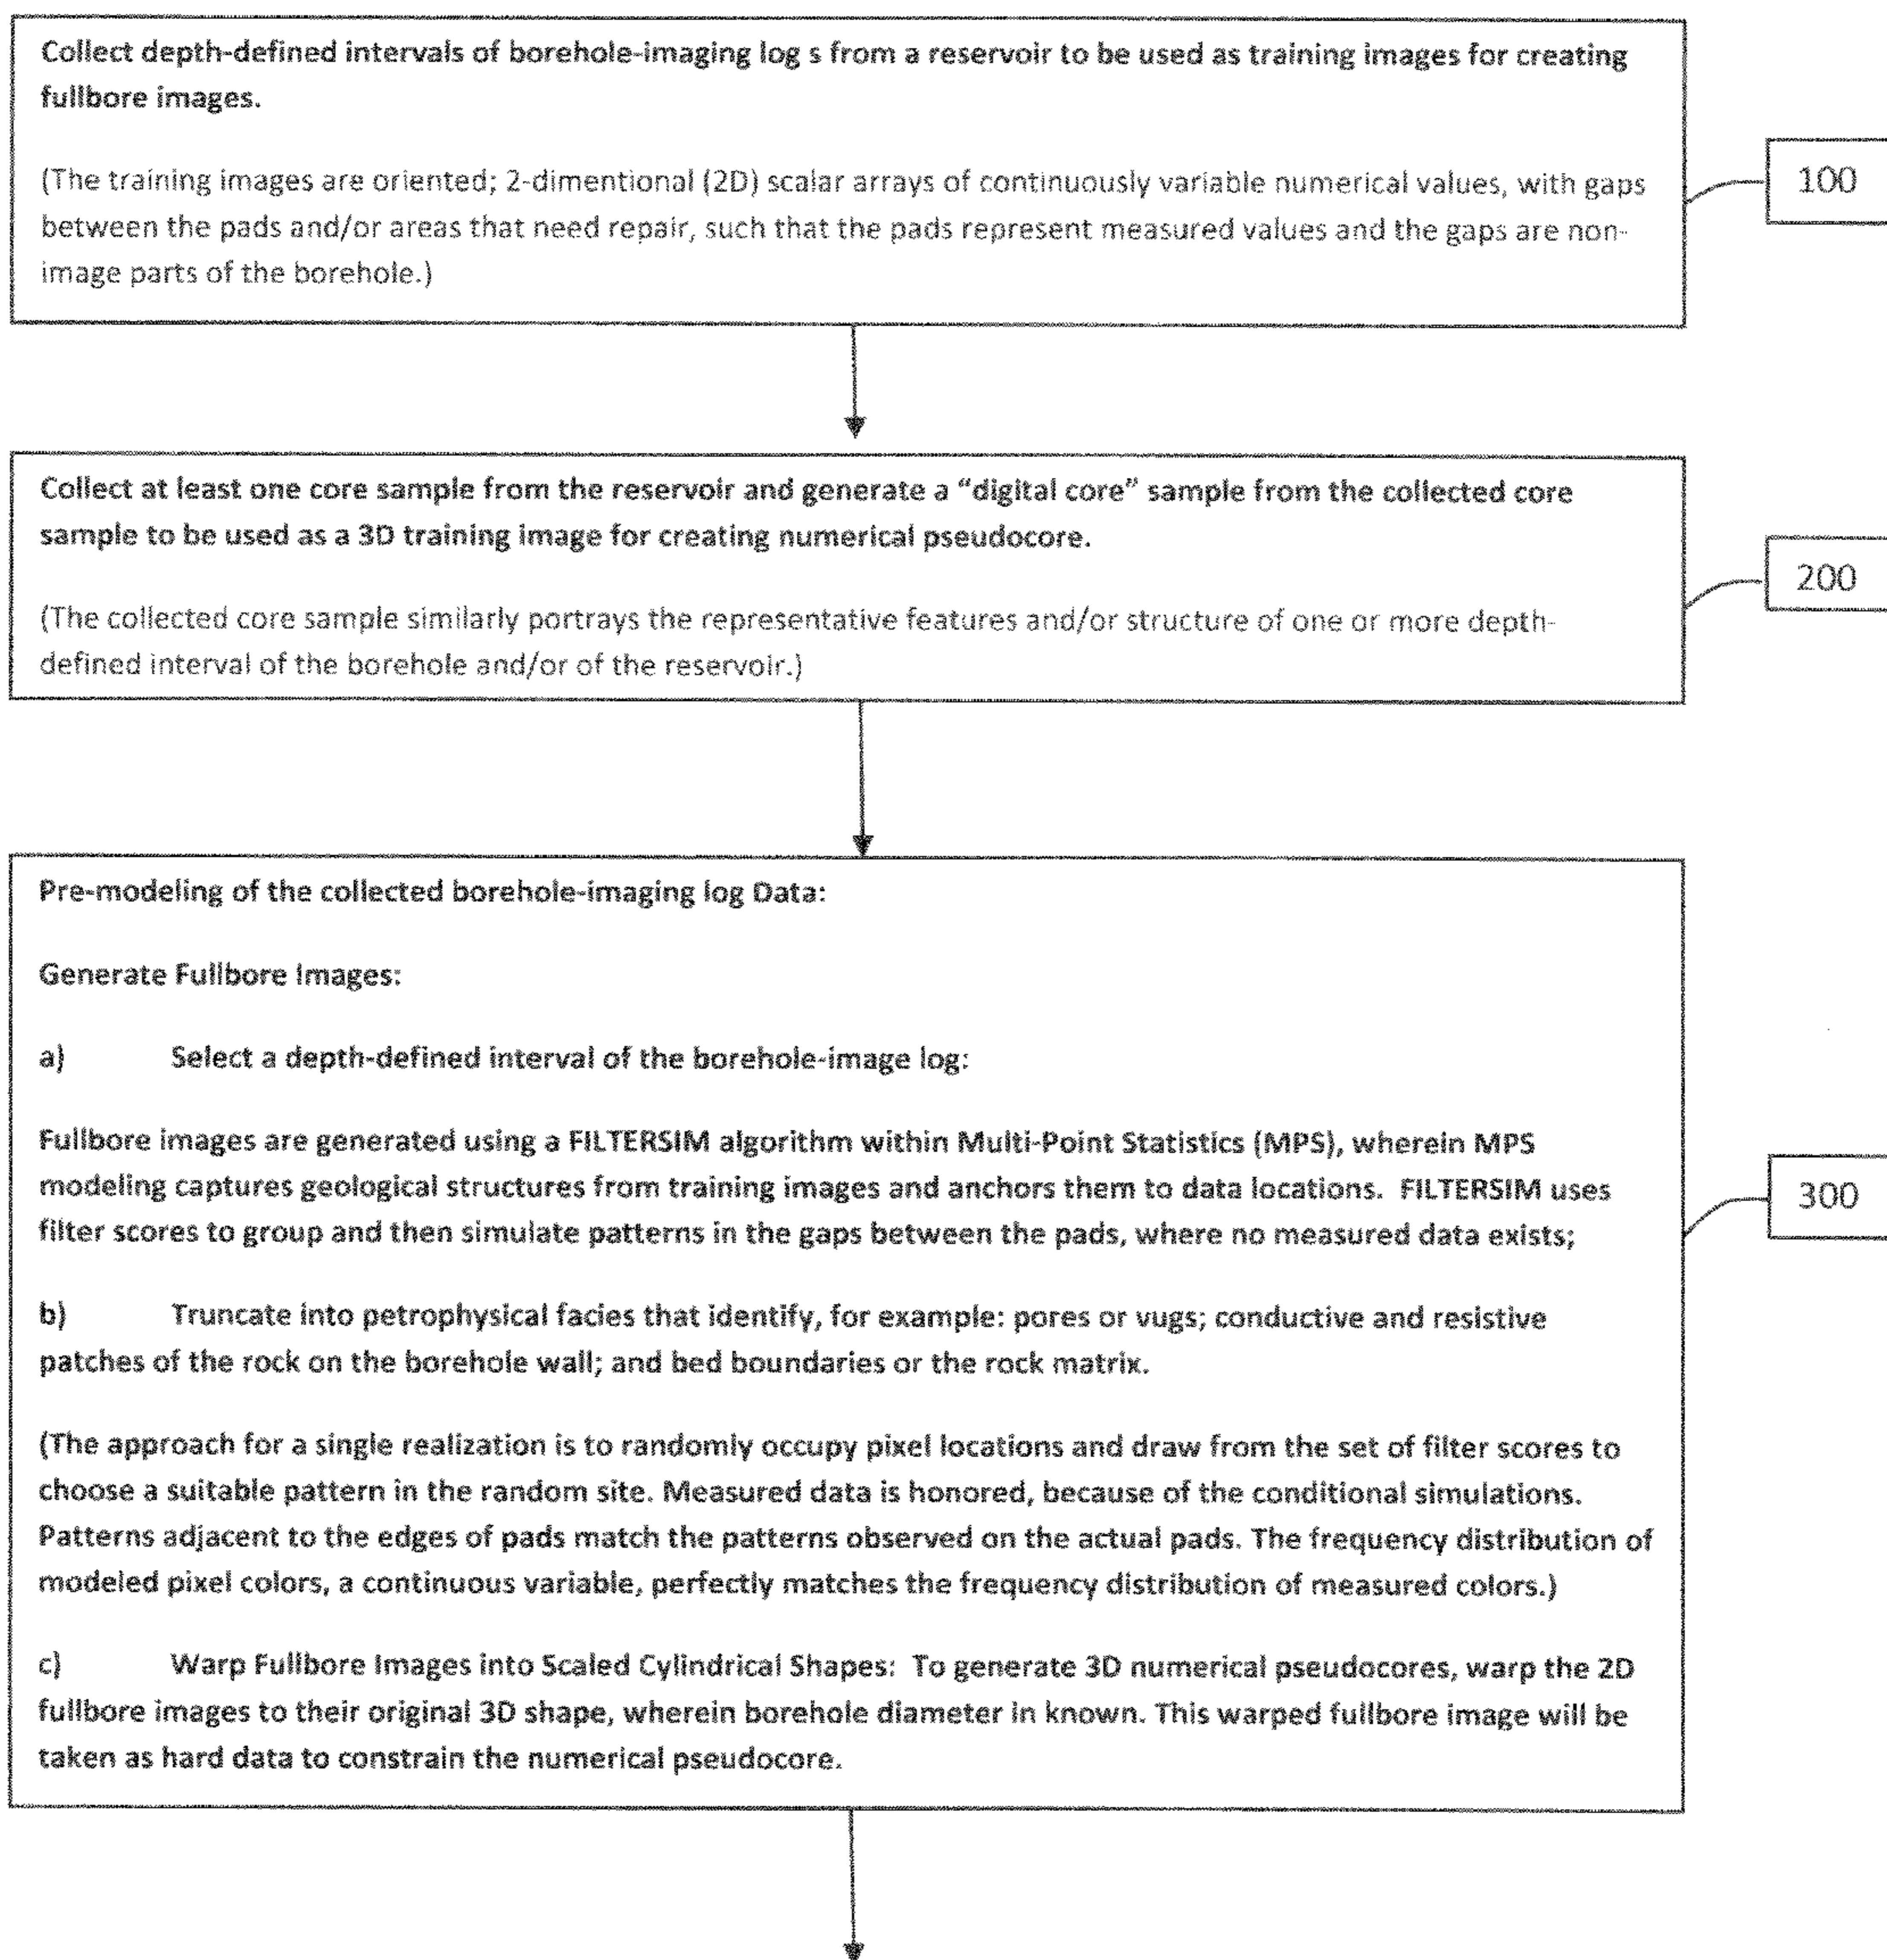 Collect depth-defined intervals of borehole-imaging log s from a reservoir to be used as training images for creating
fullbore images.
(The training images are oriented; 2-dimentional (2D) scalar arrays of continuously variable numerical values, with gaps
between the pads and/or areas that need repair, such that the pads represent measured values and the gaps are non-
image parts of the borehole.)
100
Collect at least one core sample from the reservoir and generate a “digital core” sample from the collected core
sample to be used as a 3D training image for creating numerical pseudocore.
(The collected core sample similarly portrays the representative features and/or structure of one or more depth-
defined interval of the borehole and/or of the reservoir.)
200
Pre-modeling of the collected borehole-imaging log Data:
Generate Fullbore Images:
a) Select a depth-defined interval of the borehole-image log:
Fullbore images are generated using a FILTERSIM algorithm within Multi-Point Statistics (MPS), wherein MPS
modeling captures geological structures from training images and anchors them to data locations. FILTERSIM uses
filter scores to group and then simulate patterns in the gaps between the pads, where no measured data exists;
300
b) Truncate into petrophysical facies that identify, for example: pores or vugs; conductive and resistive
patches of the rock on the borehole wall; and bed boundaries or the rock matrix.
(The approach for a single realization is to randomly occupy pixel locations and draw from the set of filter scores to
choose a suitable pattern in the random site. Measured data is honored, because of the conditional simulations.
Patterns adjacent to the edges of pads match the patterns observed on the actual pads. The frequency distribution of
modeled pixel colors, a continuous variable, perfectly matches the frequency distribution of measured colors.)
c) Warp Fullbore Images into Scaled Cylindrical Shapes: To generate 3D numerical pseudocores, warp the 2D
fullbore images to their original 3D shape, wherein borehole diameter in known. This warped fullbore image will be
taken as hard data to constrain the numerical pseudocore.